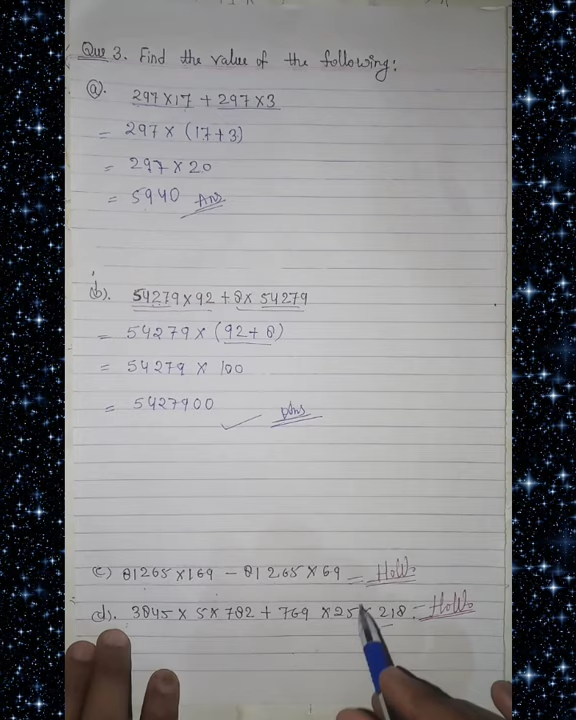 Que 3. Find the value of the following:
(a). 297×17 + 297×3
= 297 × (17+3)
= 297 × 20
= 5940 Ans
(b). 54279×92 + 8× 54279
= 54279 × (92+8)
= 54279 × 100
= 5427900 Ans
(c) 81265×169 – 81265×69 =
(d). 3845 × 5 × 782 + 769 × 25 × 218 =